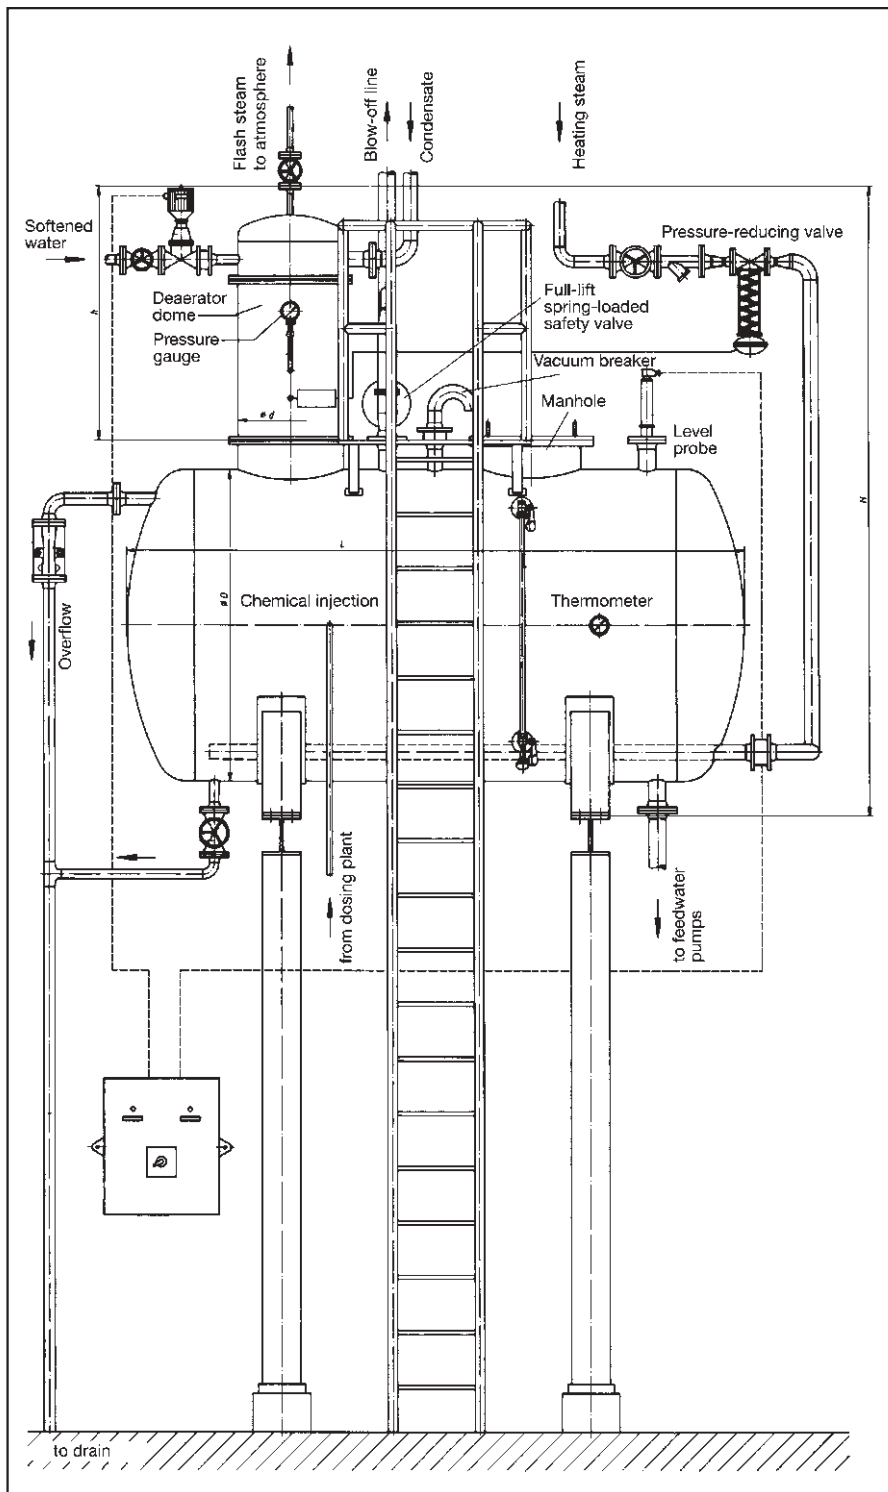 Flash steam
to atmosphere
Blow-off line
Condensate
Heating steam
Softened
water
Pressure-reducing valve
Deaerator
dome
Full-lift
spring-loaded
safety valve
h
Pressure
gauge
Vacuum breaker
Manhole
ø d
Level
probe
H
L
ø D
Chemical injection
Thermometer
Overflow
from dosing plant
to feedwater
pumps
to drain